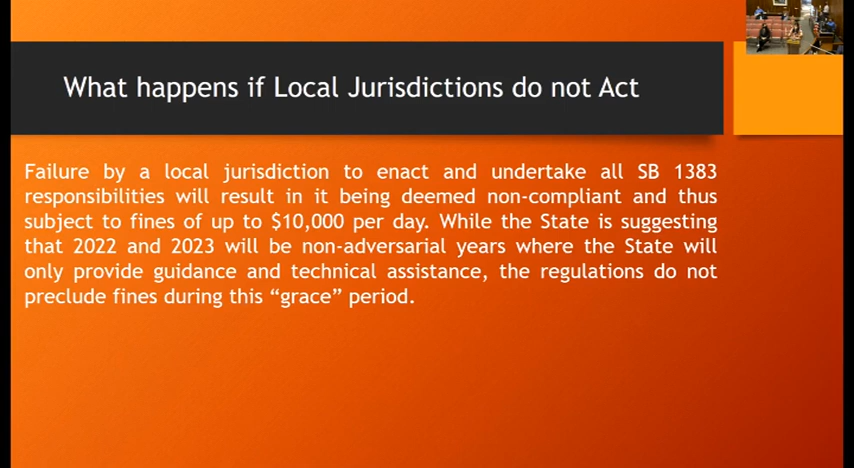 What happens if Local Jurisdictions do not Act
Failure by a local jurisdiction to enact and undertake all SB 1383
responsibilities will result in it being deemed non-compliant and thus
subject to fines of up to $10,000 per day. While the State is suggesting
that 2022 and 2023 will be non-adversarial years where the State will
only provide guidance and technical assistance, the regulations do not
preclude fines during this “grace” period.